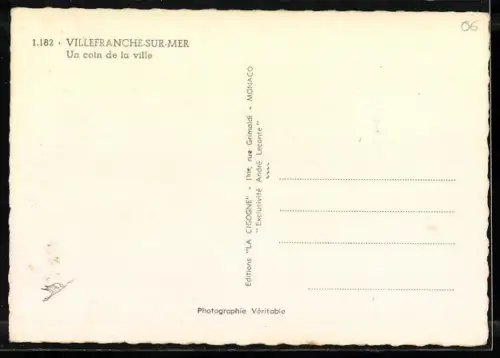 1.182 - VILLEFRANCHE-SUR-MER
Un coin de la ville
06
Editions "LA CIGOGNE" - rue Grimaldi - MONACO
"Exclusivité André Leconte"
Photographie Véritable